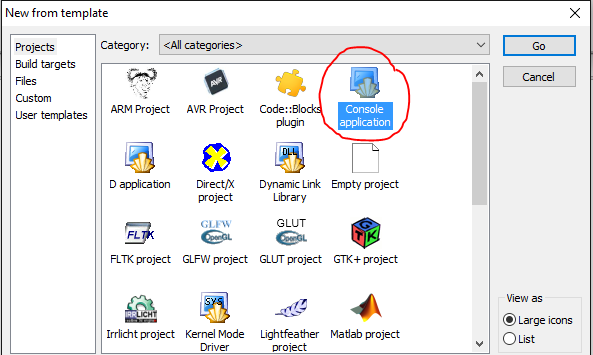 New from template
Projects
Build targets
Files
Custom
User templates
Category: <All categories>
Go
Cancel
ARM Project
AVR
AVR Project
Code::Blocks
plugin
Console
application
D application
Direct/X
project
DLL
Dynamic Link
Library
Empty project
FLTK
FLTK project
GLFW
OpenGL
GLFW project
GLUT
OpenGL
GLUT project
GTK
GTK+ project
IRRLICHT
Irrlicht project
SYS
Kernel Mode
Driver
Lightfeather
project
Matlab project
View as
Large icons
List